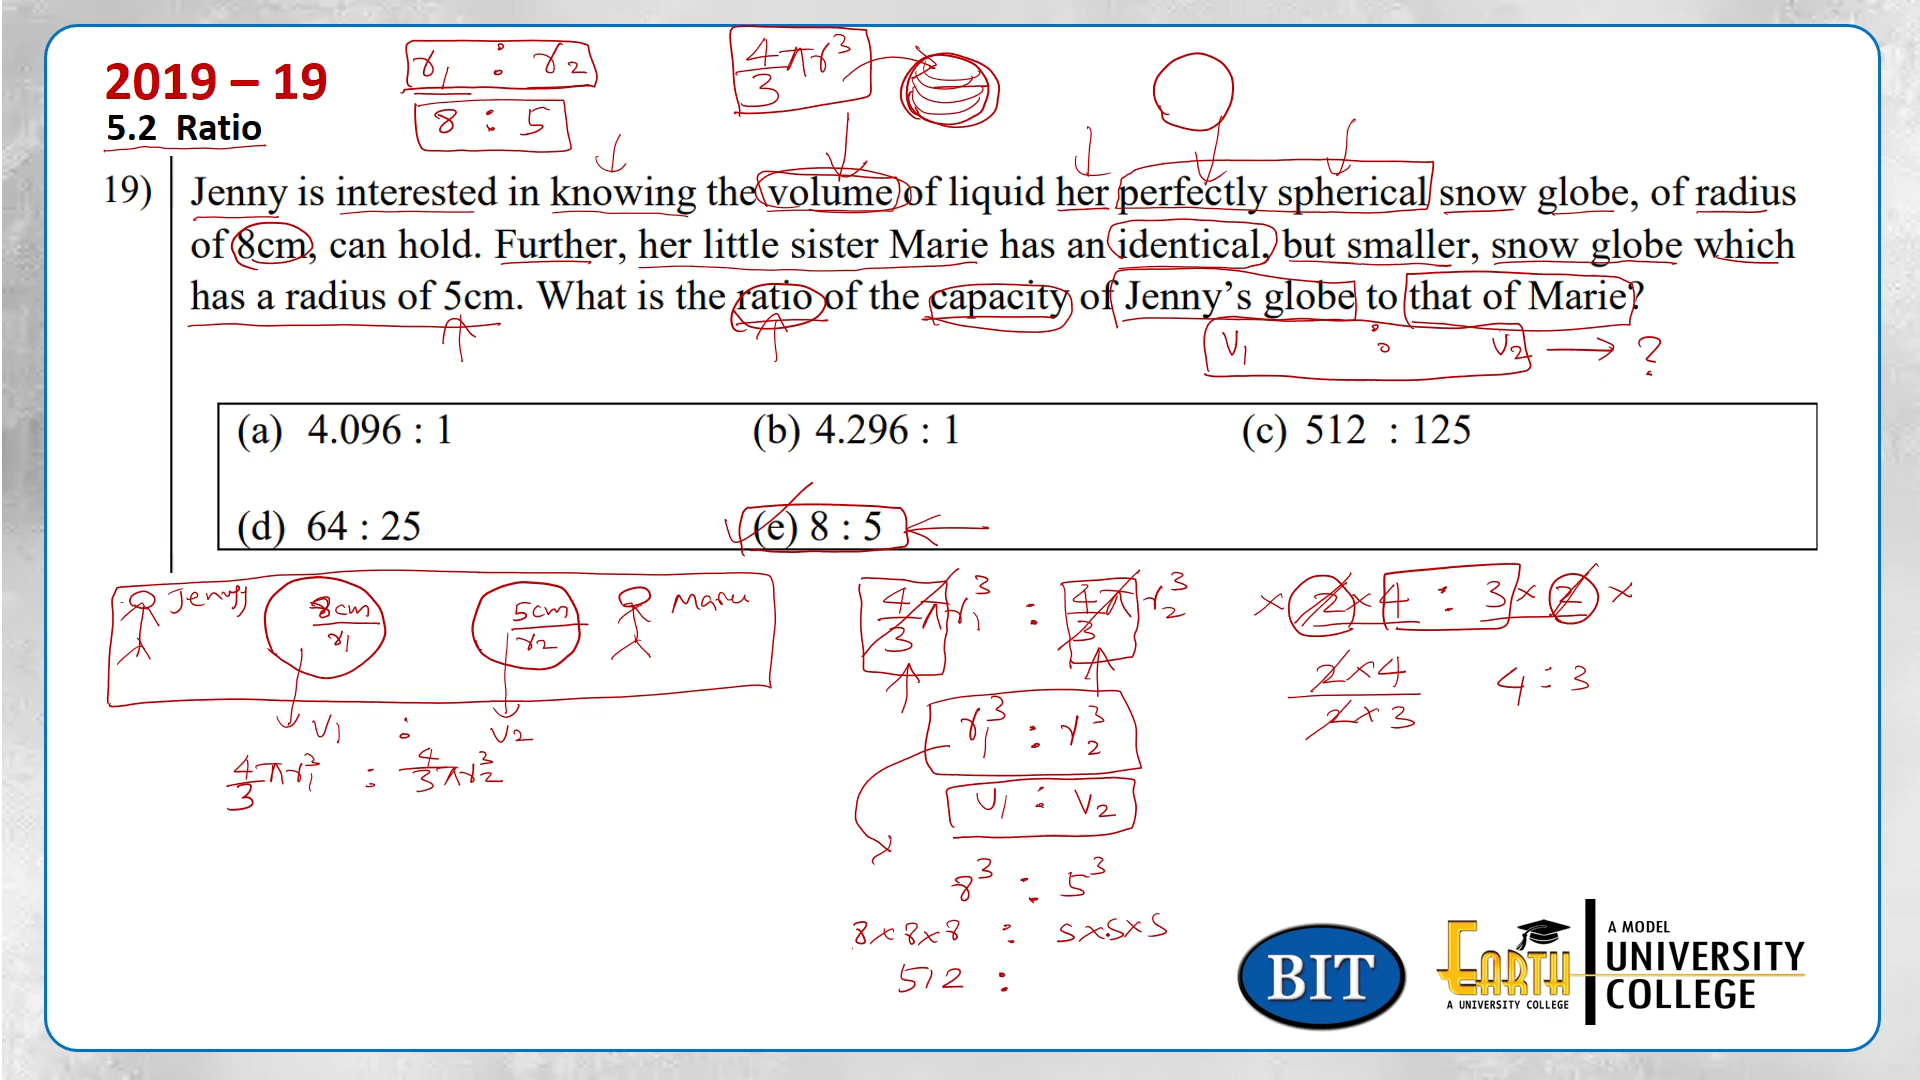 2019 – 19
5.2 Ratio
r₁ : r₂
8 : 5
4/3 πr³
19) Jenny is interested in knowing the volume of liquid her perfectly spherical snow globe, of radius
of 8cm, can hold. Further, her little sister Marie has an identical, but smaller, snow globe which
has a radius of 5cm. What is the ratio of the capacity of Jenny's globe to that of Marie?
V₁ : V₂ → ?
(a) 4.096 : 1 (b) 4.296 : 1 (c) 512 : 125
(d) 64 : 25 (e) 8 : 5
8cm
r₁
5cm
r₂
V₁ : V₂
4/3 πr₁³ : 4/3 πr₂³
4/3 πr₁³ : 4/3 π r₂³
r₁³ : r₂³
V₁ : V₂
8³ : 5³
8×8×8 : 5×5×5
512 :
× 2×4 : 3×2 ×
2×4
2×3
4 : 3
BIT
EARTH
A UNIVERSITY COLLEGE
A MODEL
UNIVERSITY
COLLEGE